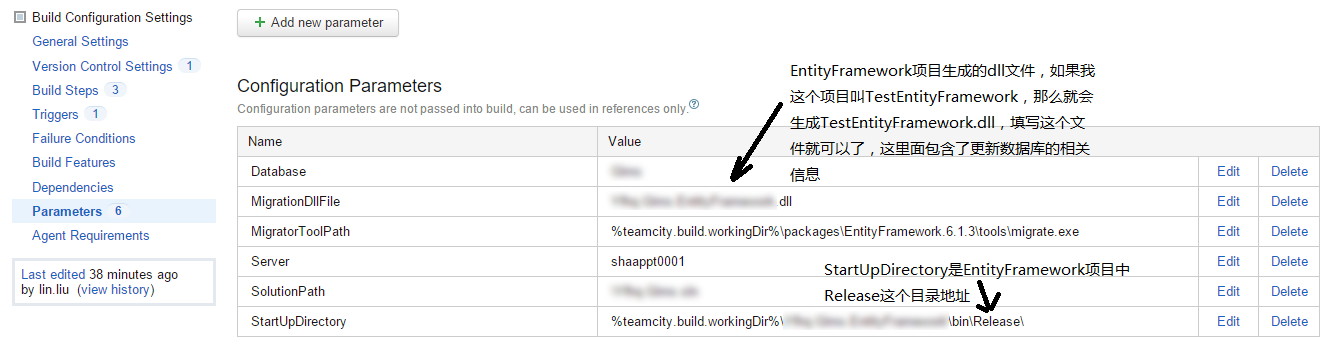 Build Configuration Settings
General Settings
Version Control Settings 1
Build Steps 3
Triggers 1
Failure Conditions
Build Features
Dependencies
Parameters 6
Agent Requirements
Last edited 38 minutes ago
by lin.liu (view history)
+ Add new parameter
Configuration Parameters
Configuration parameters are not passed into build, can be used in references only.?
EntityFramework项目生成的dll文件，如果我
这个项目叫TestEntityFramework，那么就会
生成TestEntityFramework.dll，填写这个文
件就可以了，这里面包含了更新数据库的相关
信息
Name Value
Database Edit Delete
MigrationDllFile .dll Edit Delete
MigratorToolPath %teamcity.build.workingDir%\packages\EntityFramework.6.1.3\tools\migrate.exe Edit Delete
Server shaappt0001 Edit Delete
StartUpDirectory是EntityFramework项目中
Release这个目录地址
SolutionPath Edit Delete
StartUpDirectory %teamcity.build.workingDir%\ \bin\Release\ Edit Delete